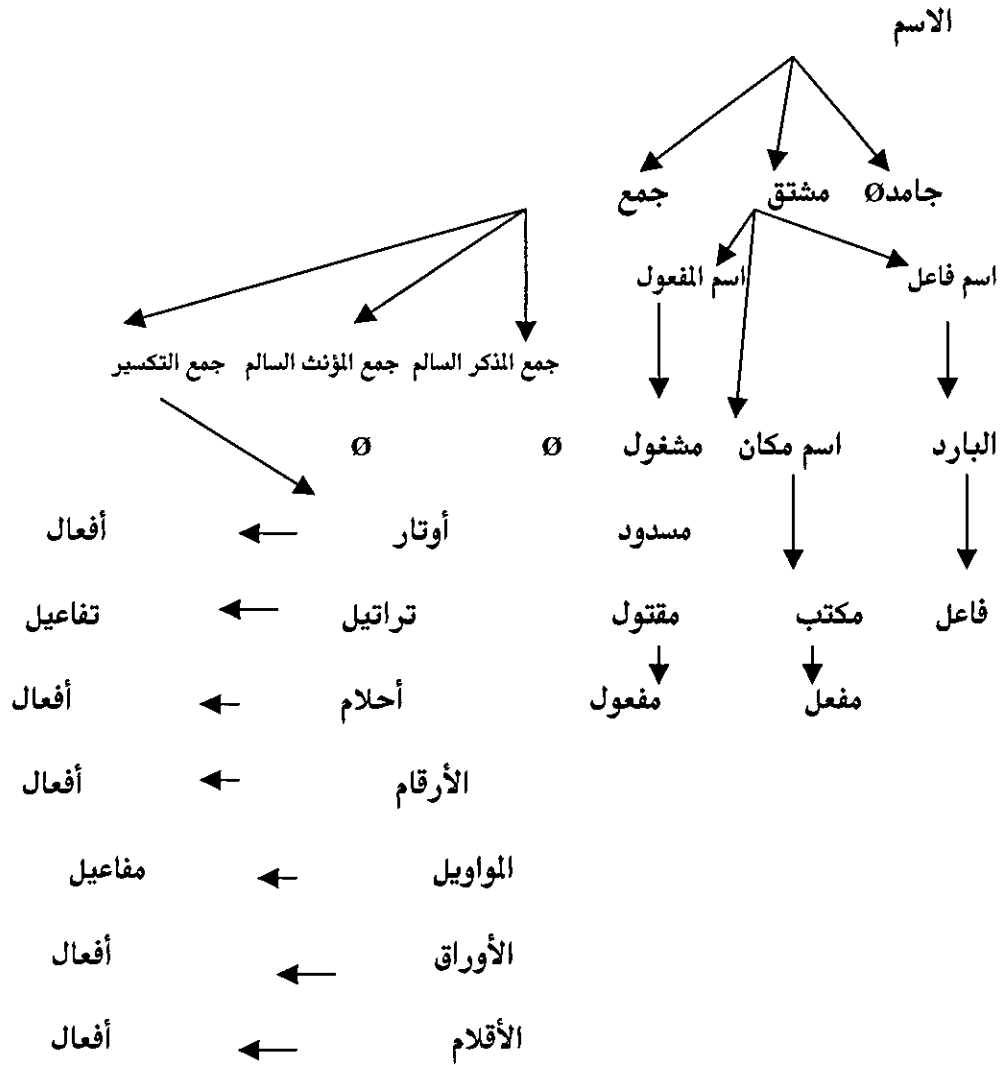 الاسم
جامدØ مشتق جمع
اسم فاعل اسم المفعول
جمع المذكر السالم جمع المؤنث السالم جمع التكسير
البارد اسم مكان مشغول Ø Ø
مسدود أوتار أفعال
فاعل مكتب مقتول تراتيل تفاعيل
مفعل مفعول أحلام أفعال
الأرقام أفعال
المواويل مفاعيل
الأوراق أفعال
الأقلام أفعال